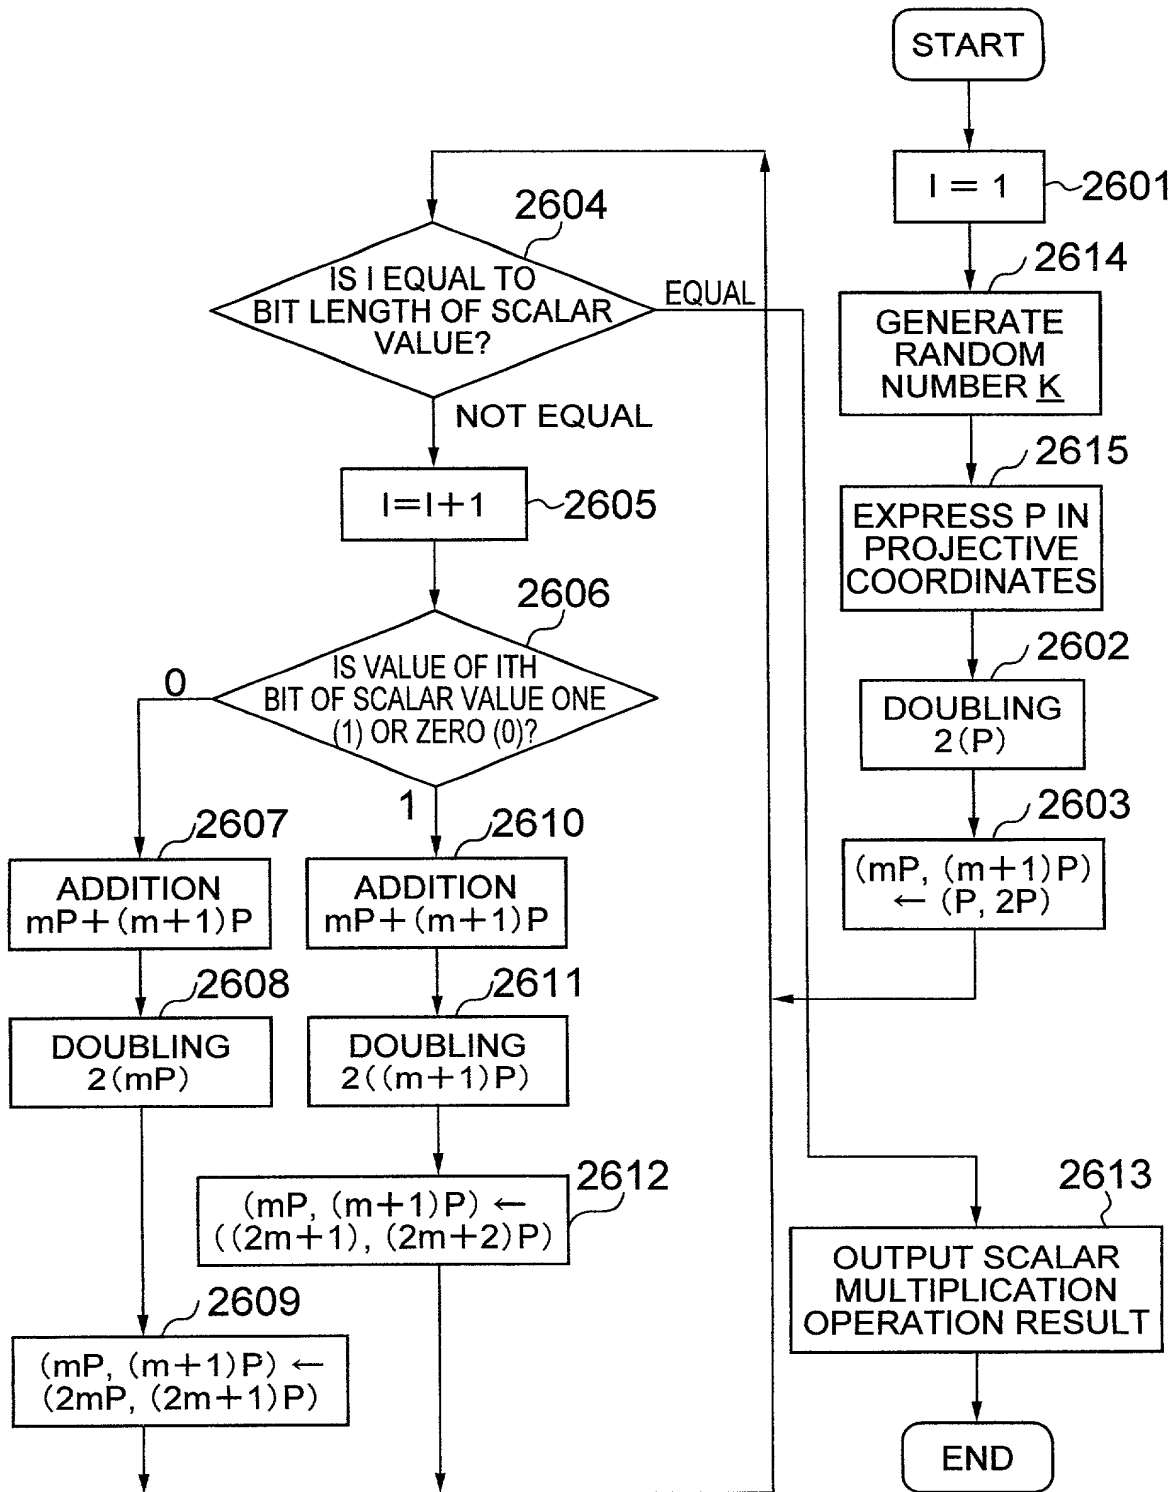 START
I = 1
2601
2614
GENERATE
RANDOM
NUMBER K
2615
EXPRESS P IN
PROJECTIVE
COORDINATES
2602
DOUBLING
2(P)
2603
(mP, (m+1)P)
← (P, 2P)
2604
IS I EQUAL TO
BIT LENGTH OF SCALAR
VALUE?
EQUAL
NOT EQUAL
I=I+1
2605
2606
IS VALUE OF ITH
BIT OF SCALAR VALUE ONE
(1) OR ZERO (0)?
0
1
2607
ADDITION
mP+(m+1)P
2608
DOUBLING
2(mP)
2609
(mP, (m+1)P) ←
(2mP, (2m+1)P)
2610
ADDITION
mP+(m+1)P
2611
DOUBLING
2((m+1)P)
2612
(mP, (m+1)P) ←
((2m+1), (2m+2)P)
2613
OUTPUT SCALAR
MULTIPLICATION
OPERATION RESULT
END